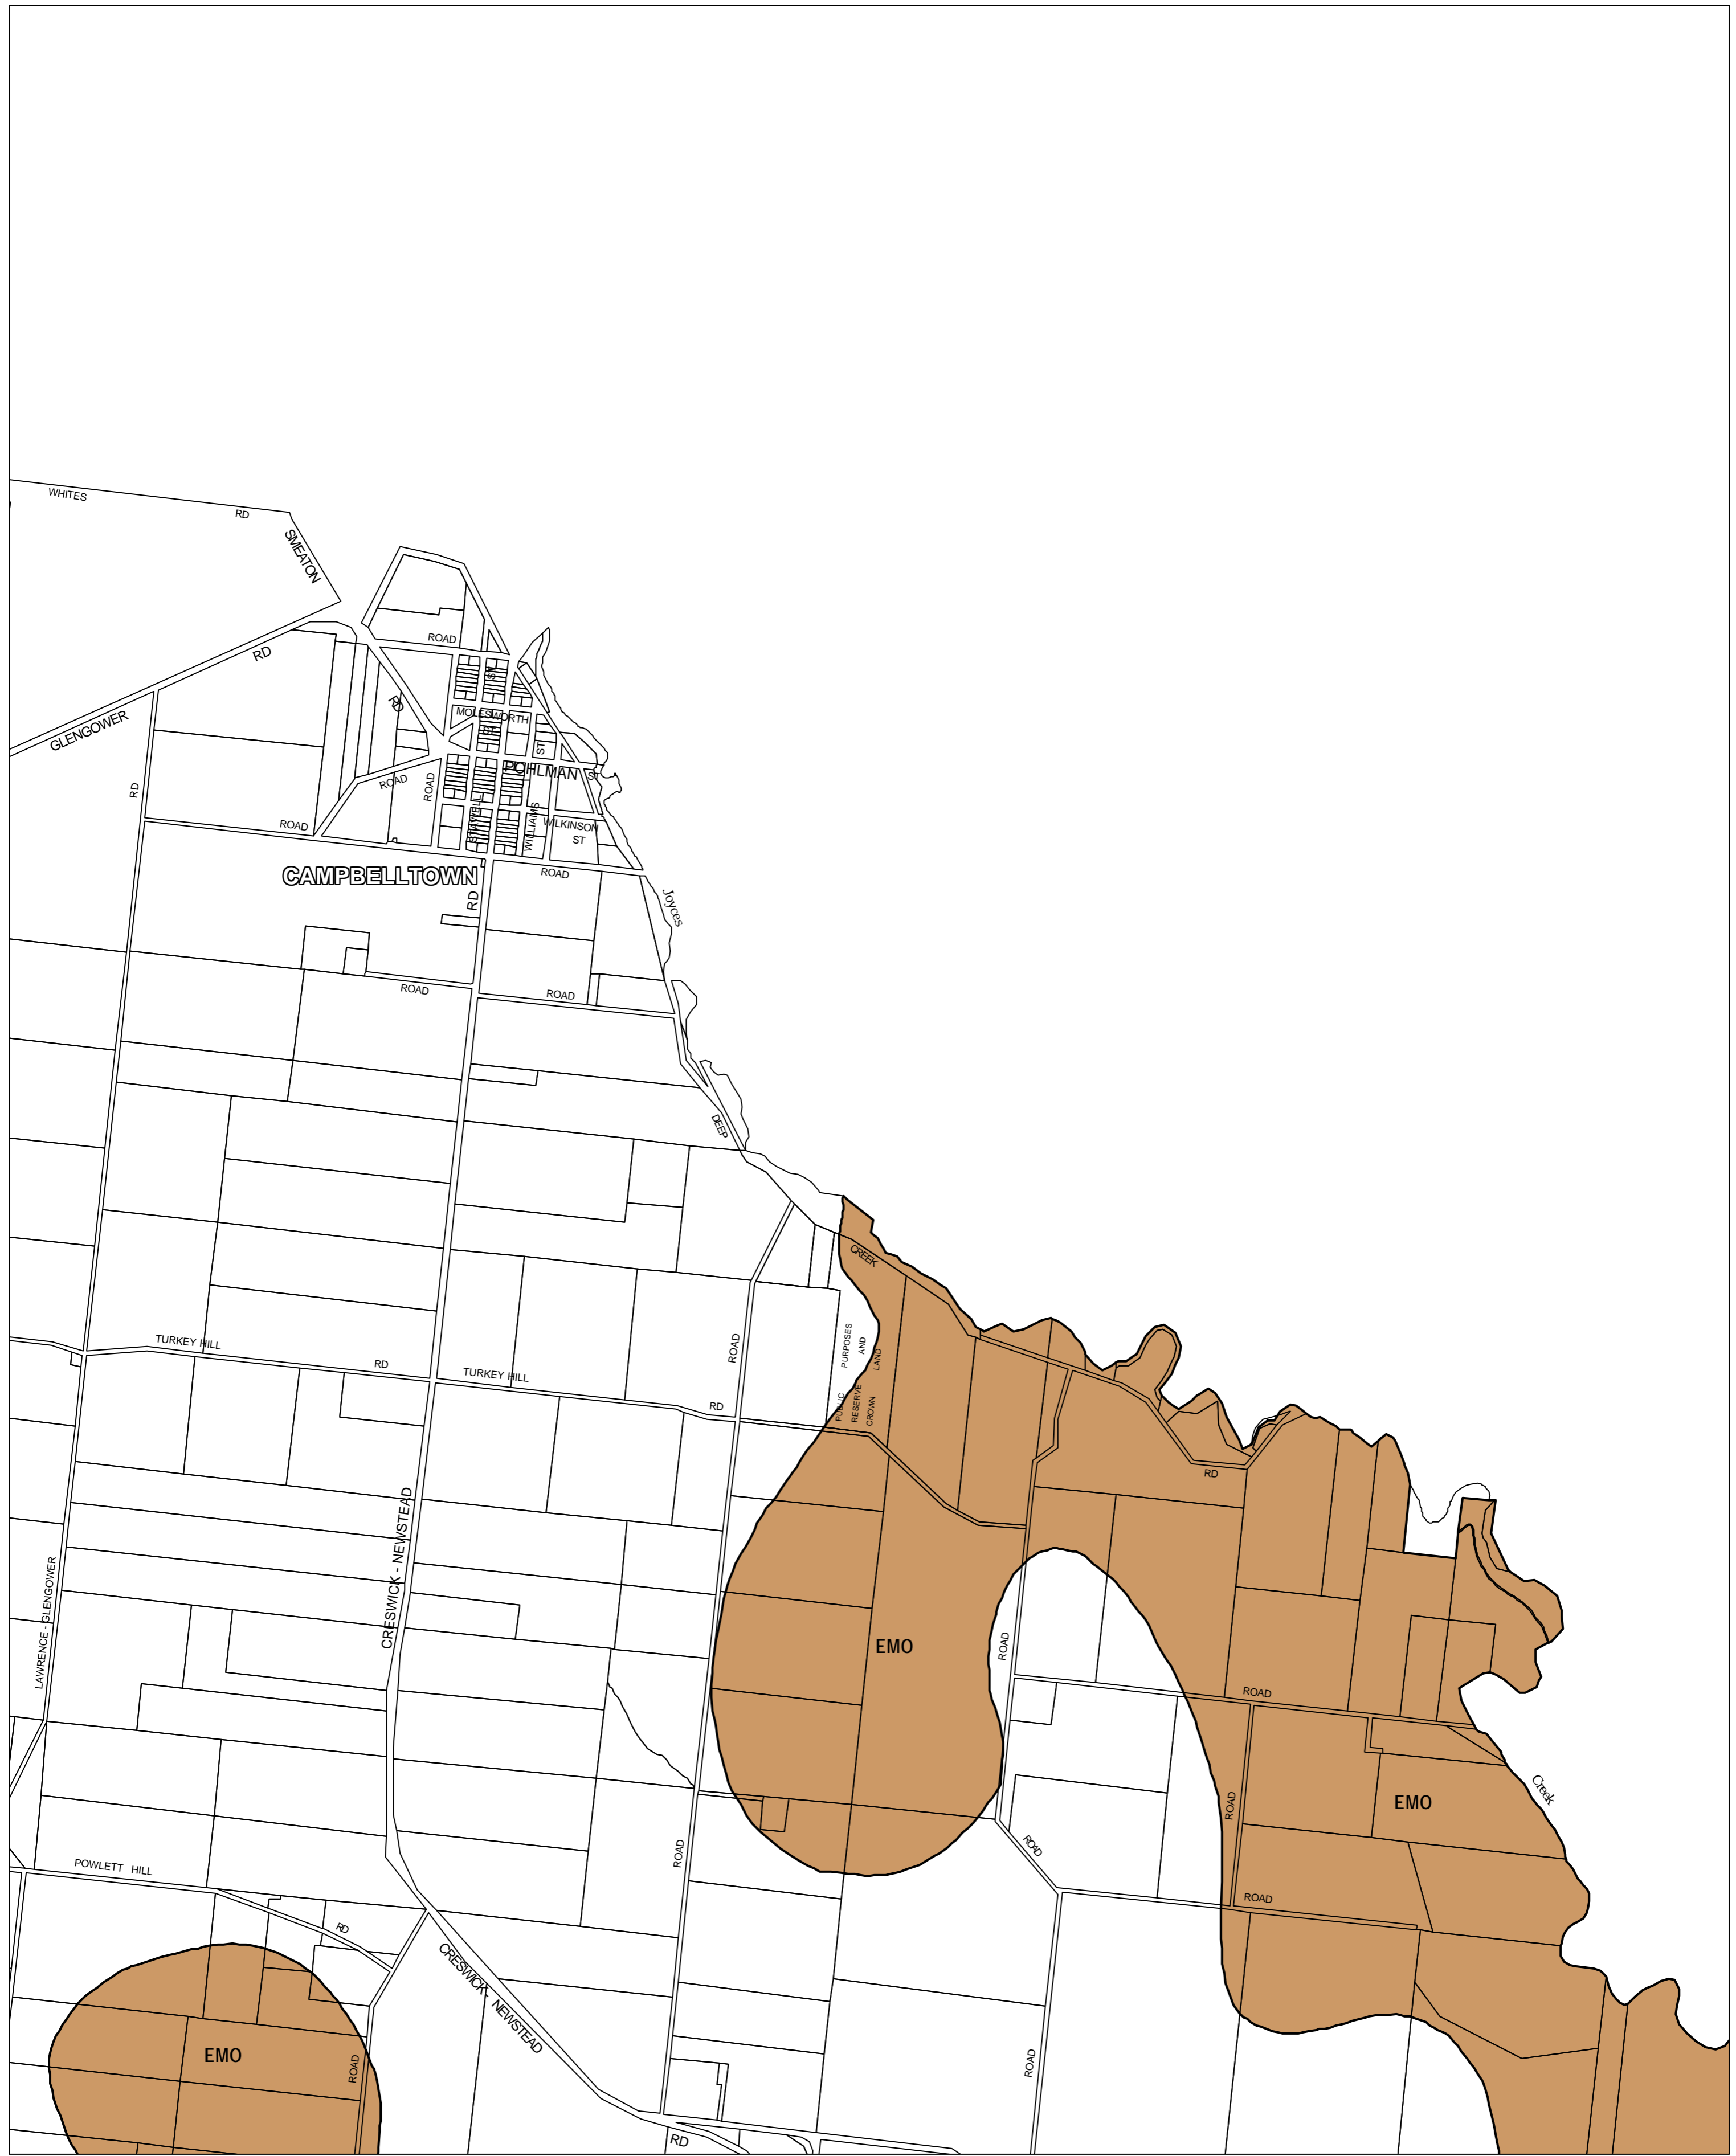 WHITES
RD
SMEATON
ROAD
RD
GLENGOWER
RD
ST
MOLESWORTH
ST
ST
POHLMAN ST
ROAD
ROAD
RD
ROAD
STAWELL
WILLIAMS
WILKINSON
ST
CAMPBELLTOWN
ROAD
RD
Joyces
ROAD
ROAD
DEEP
CREEK
TURKEY HILL
RD
TURKEY HILL
RD
ROAD
PUBLIC PURPOSES
RESERVE AND
CROWN LAND
RD
CRESWICK - NEWSTEAD
LAWRENCE - GLENGOWER
EMO
ROAD
ROAD
Creek
EMO
ROAD
ROAD
ROAD
ROAD
POWLETT HILL
RD
CRESWICK - NEWSTEAD
EMO
ROAD
ROAD
RD